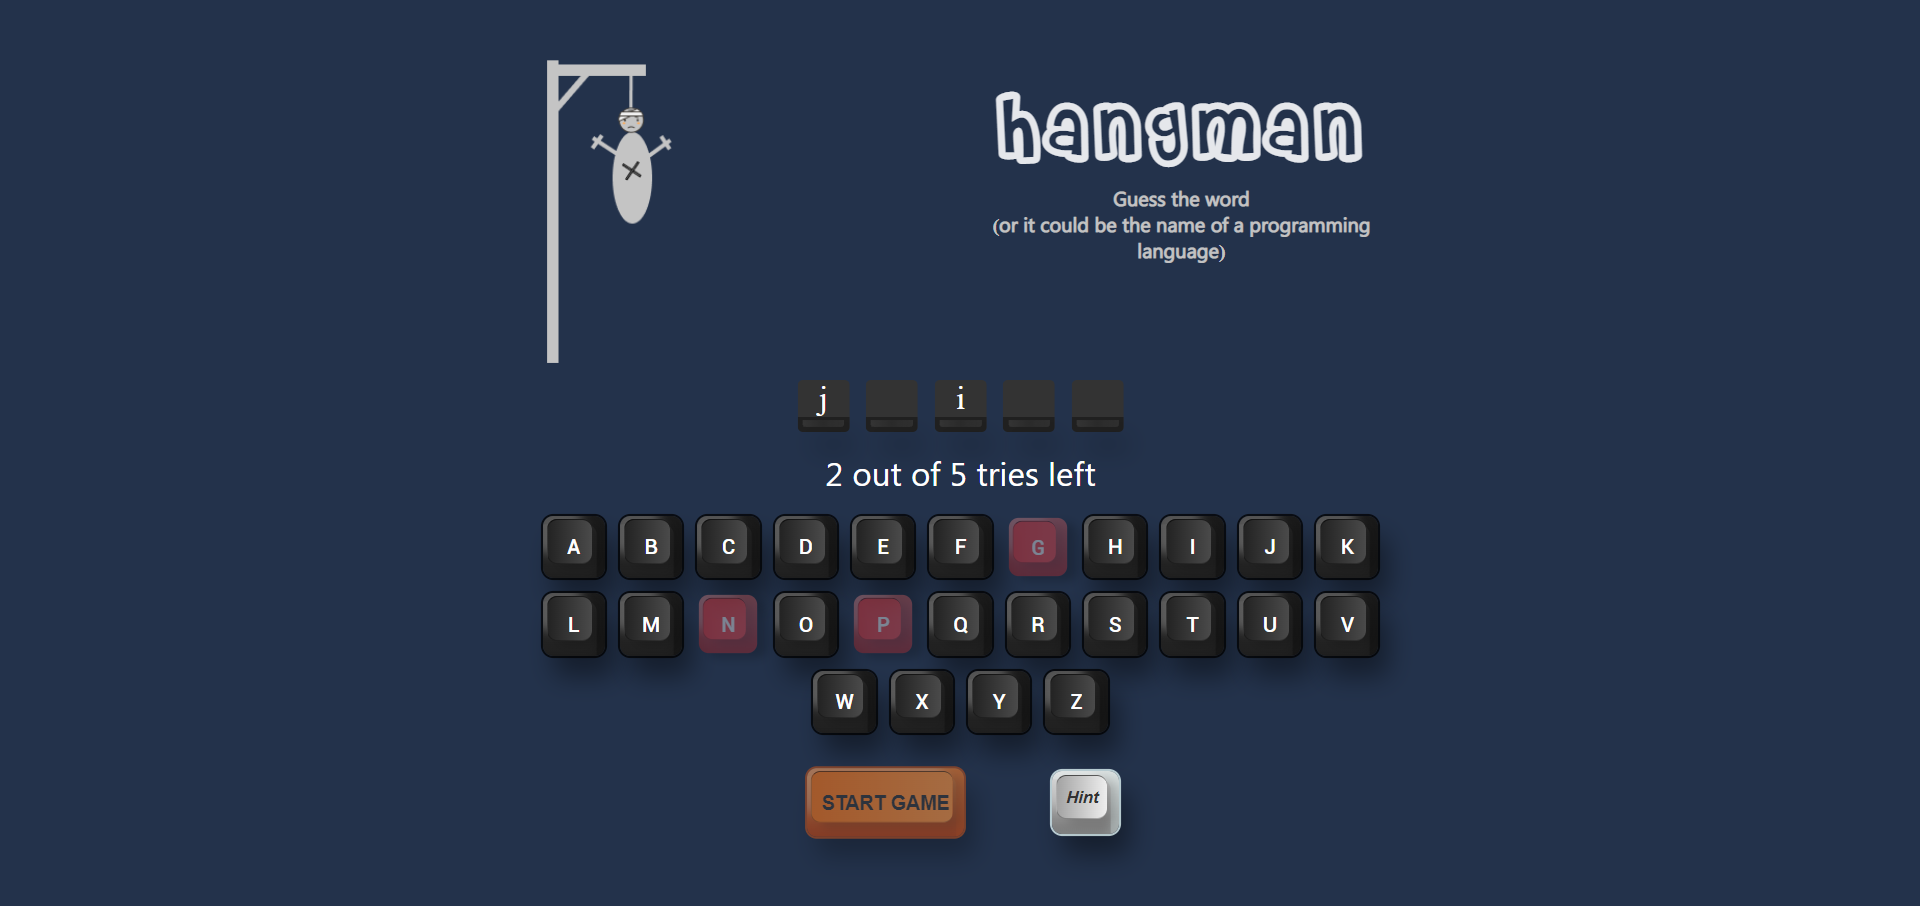 hangman
Guess the word
(or it could be the name of a programming
language)
j i
2 out of 5 tries left
A B C D E F G H I J K
L M N O P Q R S T U V
W X Y Z
START GAME Hint